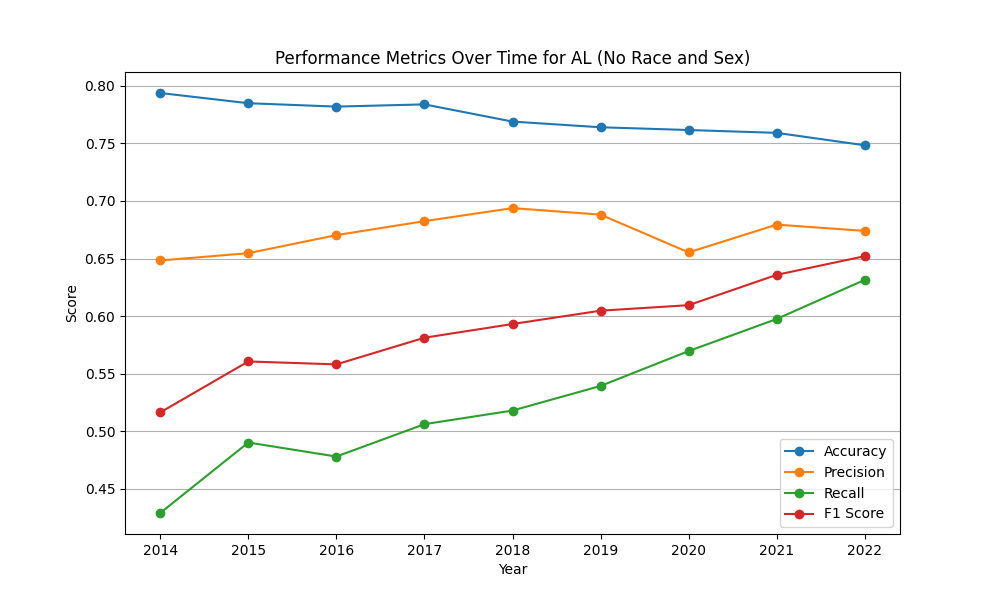 Performance Metrics Over Time for AL (No Race and Sex)
0.80
0.75
0.70
0.65
0.60
0.55
0.50
0.45
Score
Accuracy
Precision
Recall
F1 Score
2014 2015 2016 2017 2018 2019 2020 2021 2022
Year